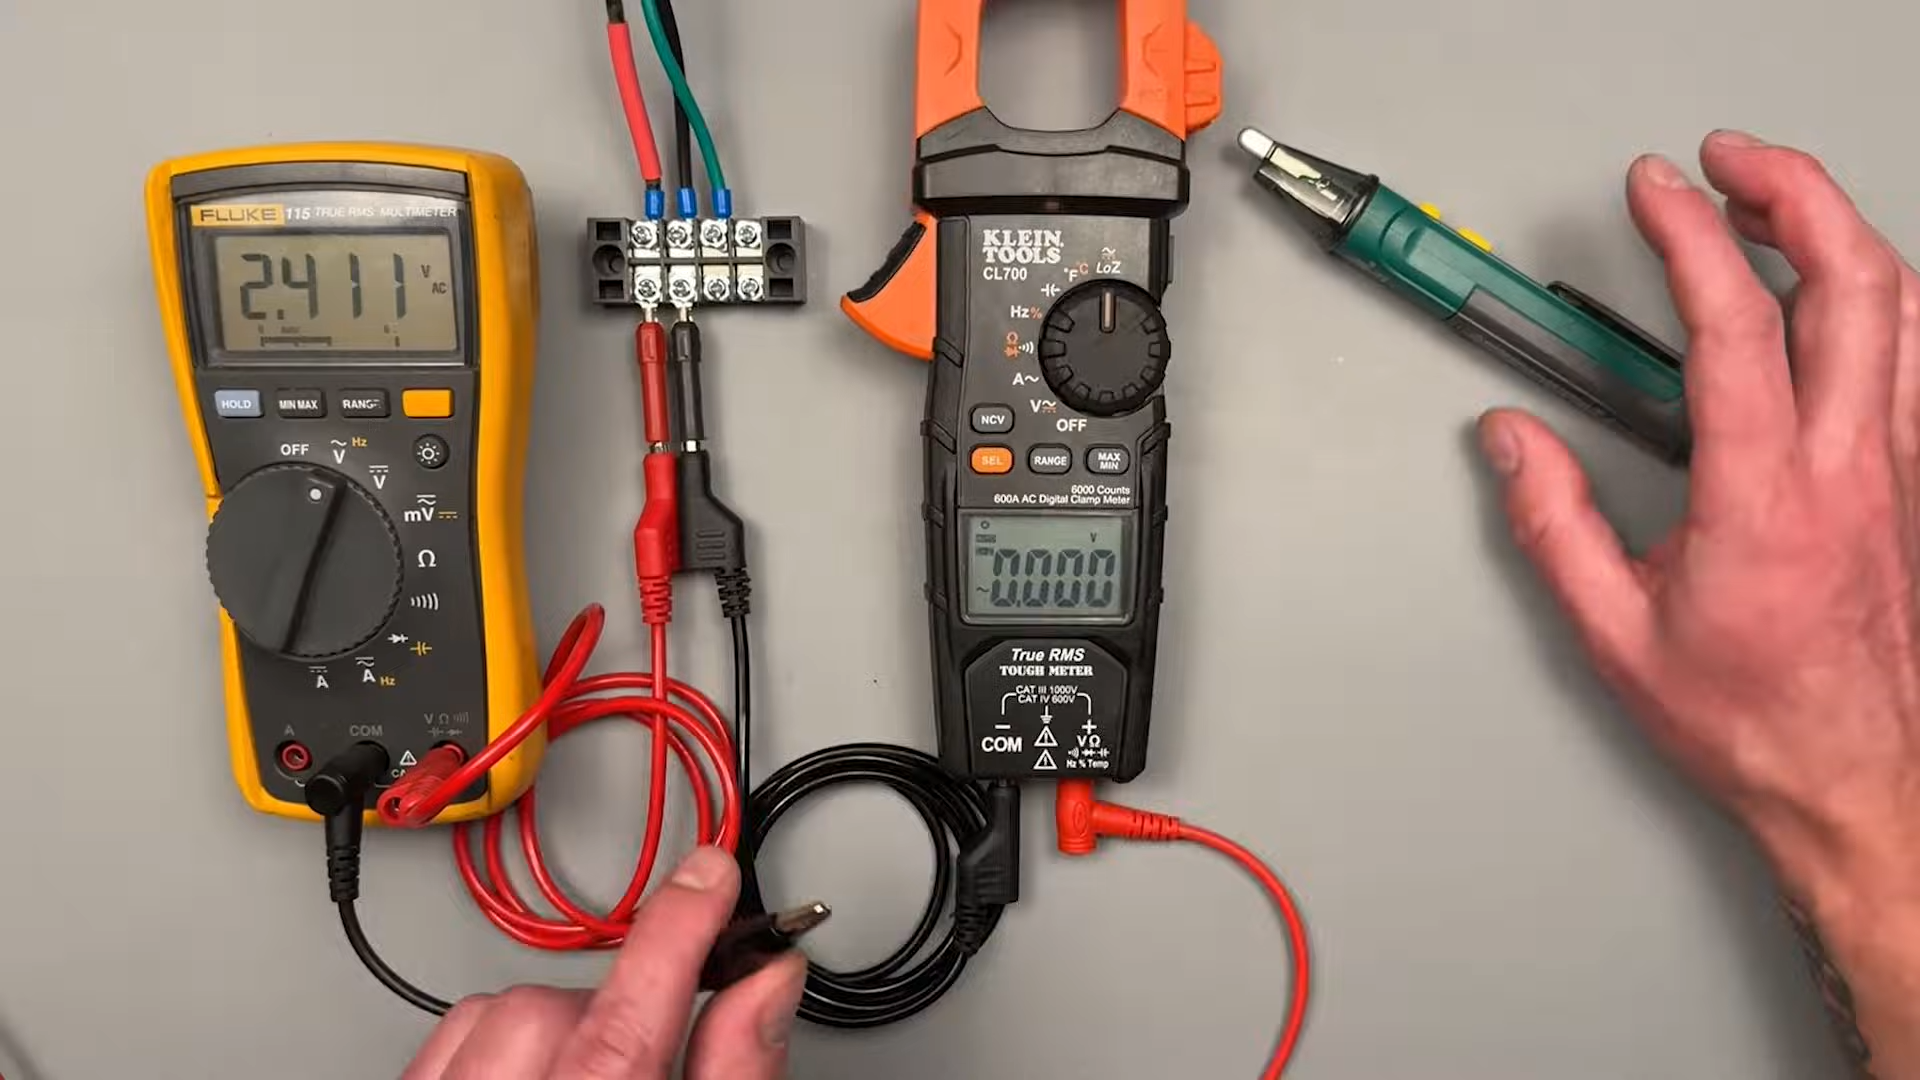 FLUKE 115 TRUE RMS MULTIMETER
2.411 V AC
HOLD MIN MAX RANGE
OFF V Hz
V
mV
Ω
A
A Hz
A COM V Ω
KLEIN
TOOLS
CL700
°F°C LoZ
Hz%
Ω
A~
V
OFF
NCV
SEL RANGE MAX
MIN
6000 Counts
600A AC Digital Clamp Meter
V
~0.000
True RMS
TOUGH METER
CAT III 1000V
CAT IV 600V
– +
COM VΩ
Hz % Temp